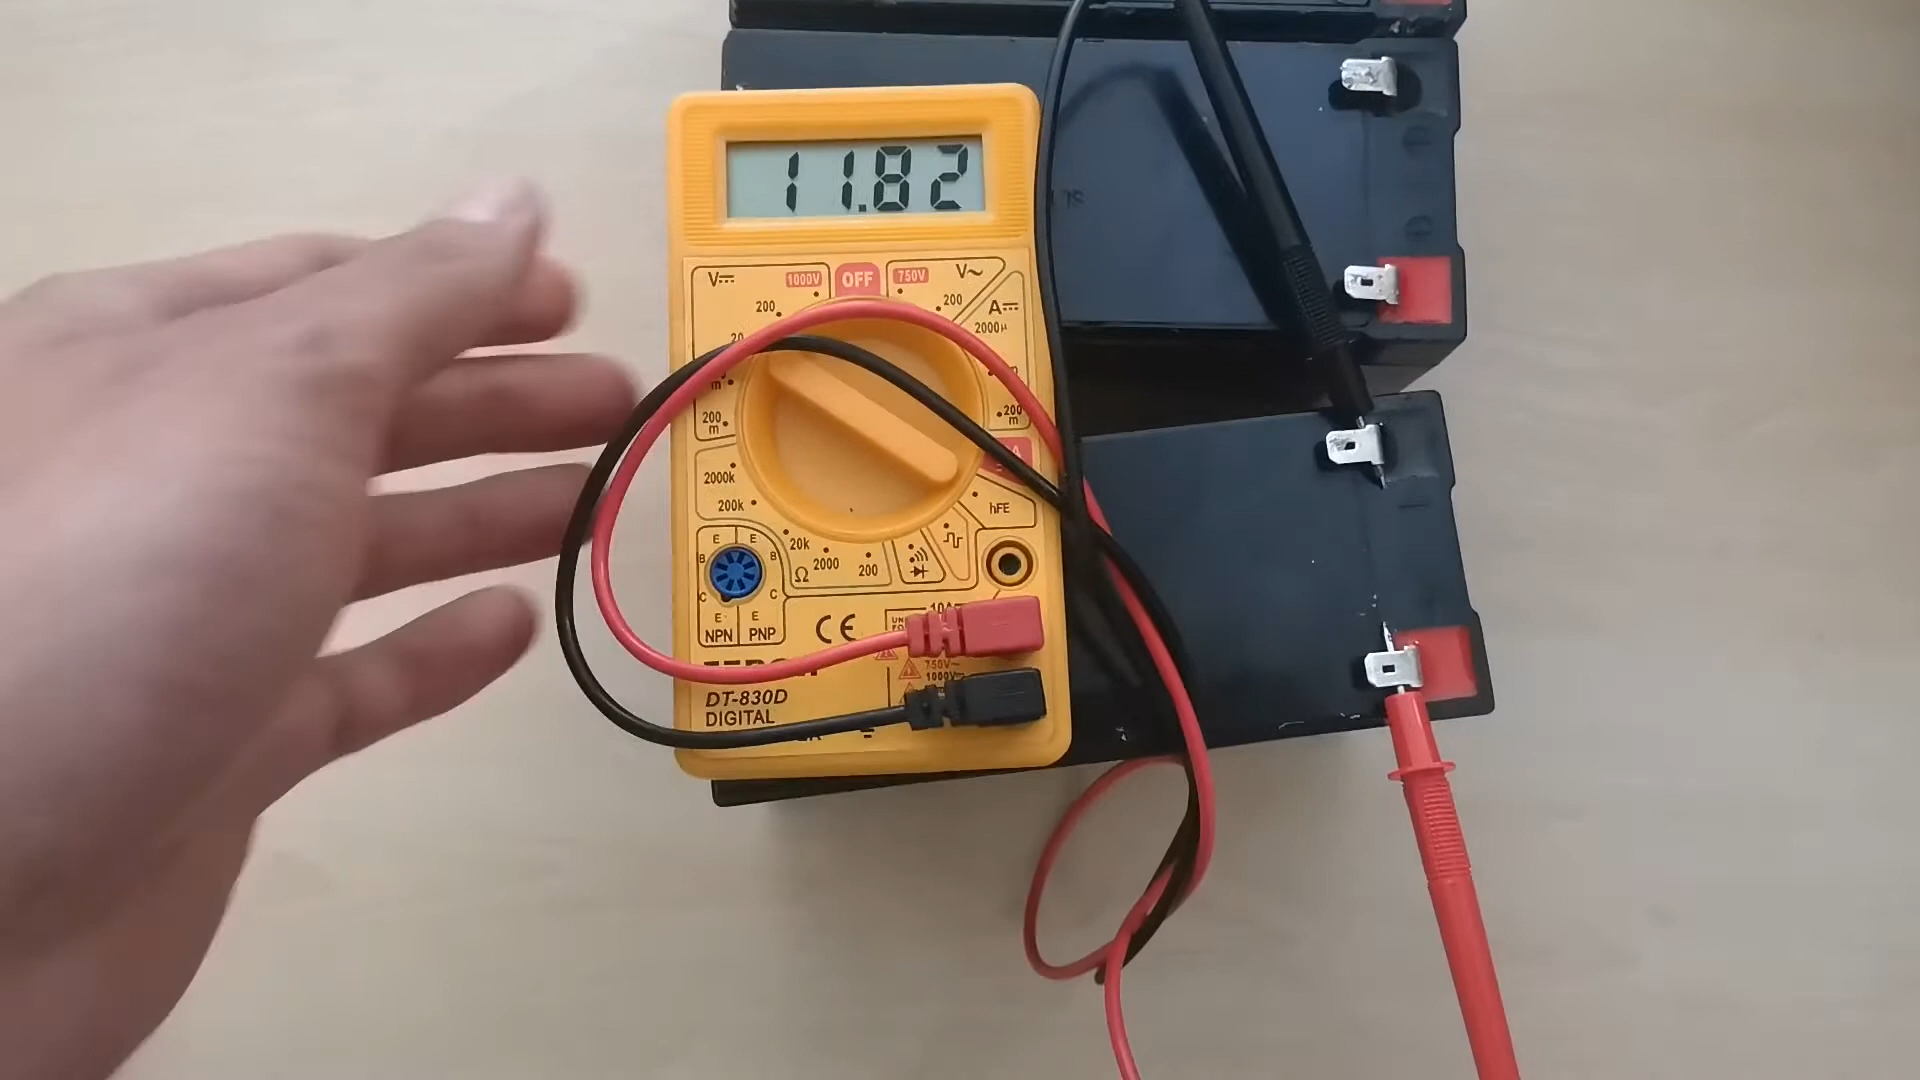 11.82
V⎓ 1000V OFF 750V V~
200 200
A⎓
20 2000µ
m
200 m 200 m
2000k
200k hFE
20k
Ω 2000 200
E E
B B
C C
E E
NPN PNP CE
10A
750V~
1000V⎓
DT-830D
DIGITAL